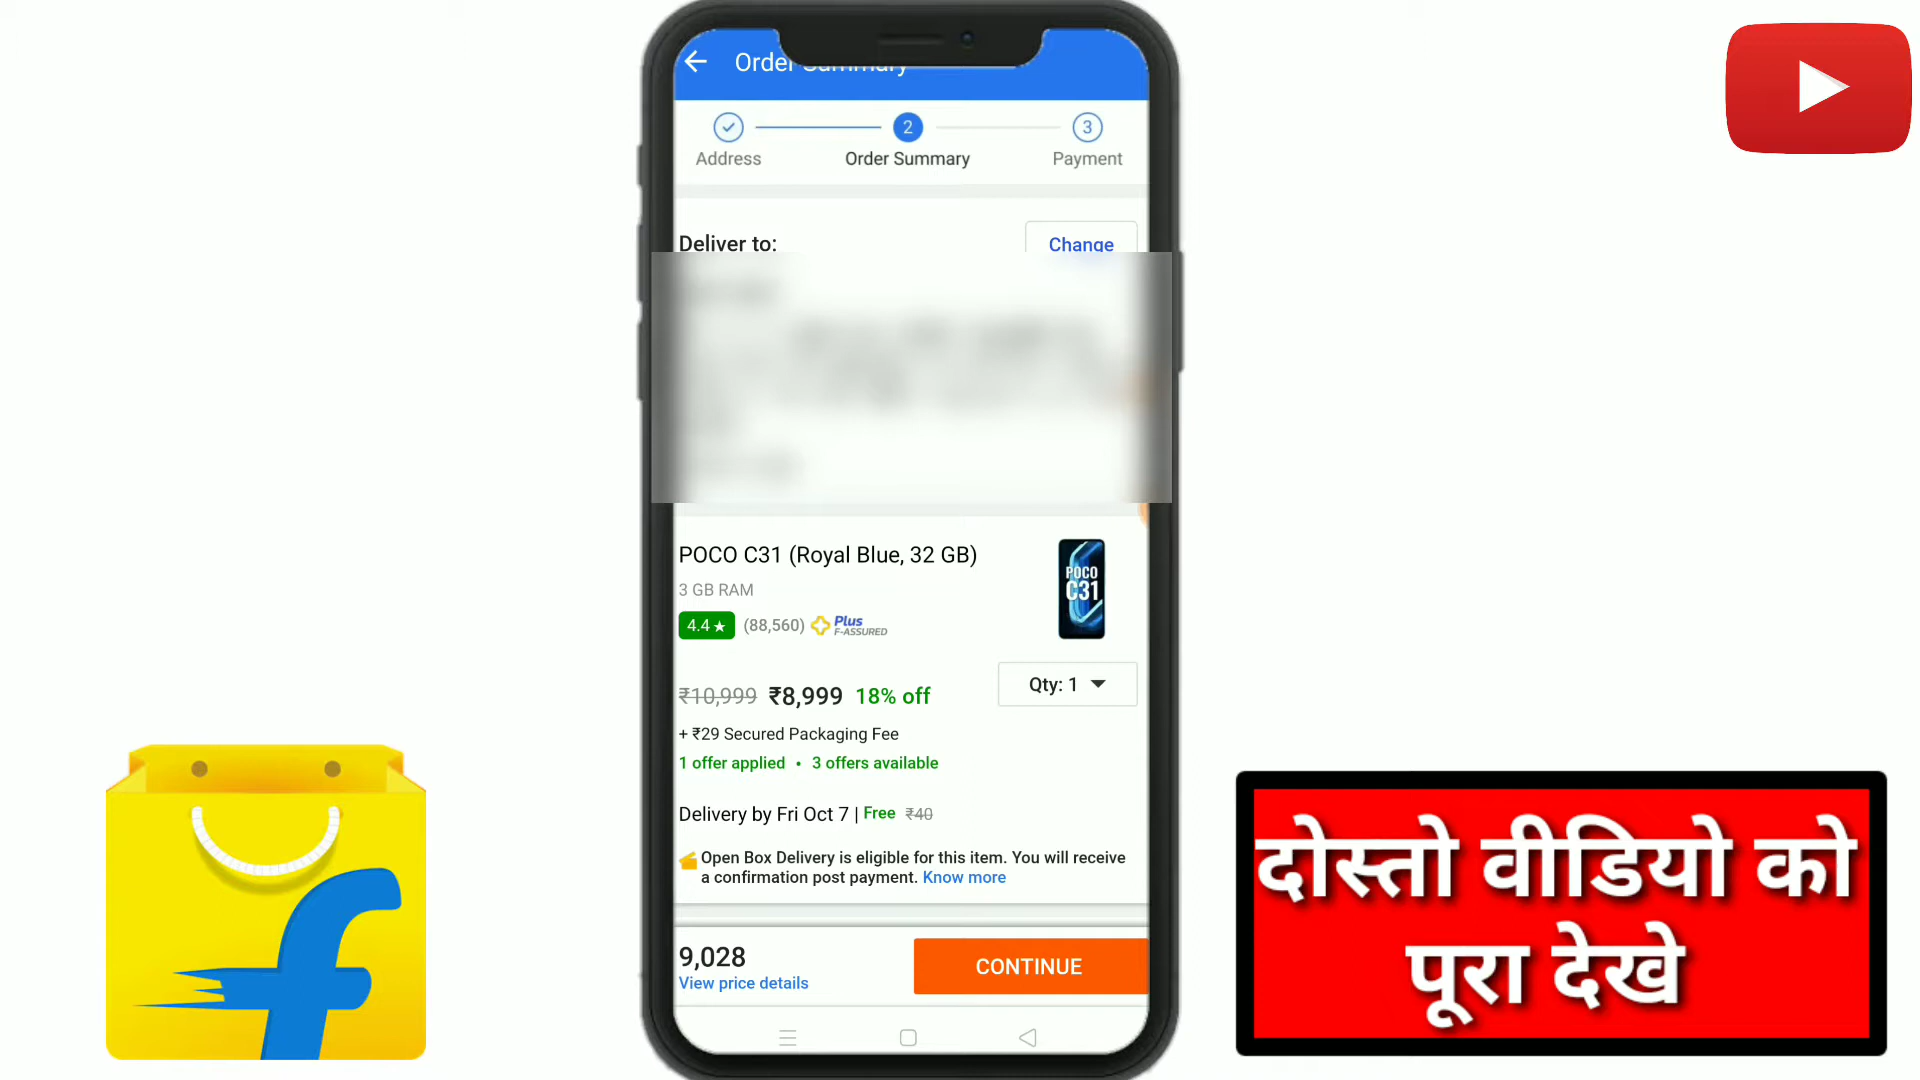 Order Summary
2
3
Address
Order Summary
Payment
Deliver to:
Change
POCO C31 (Royal Blue, 32 GB)
3 GB RAM
POCO
C31
4.4★ (88,560) Plus
F-ASSURED
₹10,999 ₹8,999 18% off
Qty: 1
+ ₹29 Secured Packaging Fee
1 offer applied • 3 offers available
Delivery by Fri Oct 7 | Free ₹40
Open Box Delivery is eligible for this item. You will receive
a confirmation post payment. Know more
9,028
View price details
CONTINUE
f
दोस्तो वीडियो को
पूरा देखे